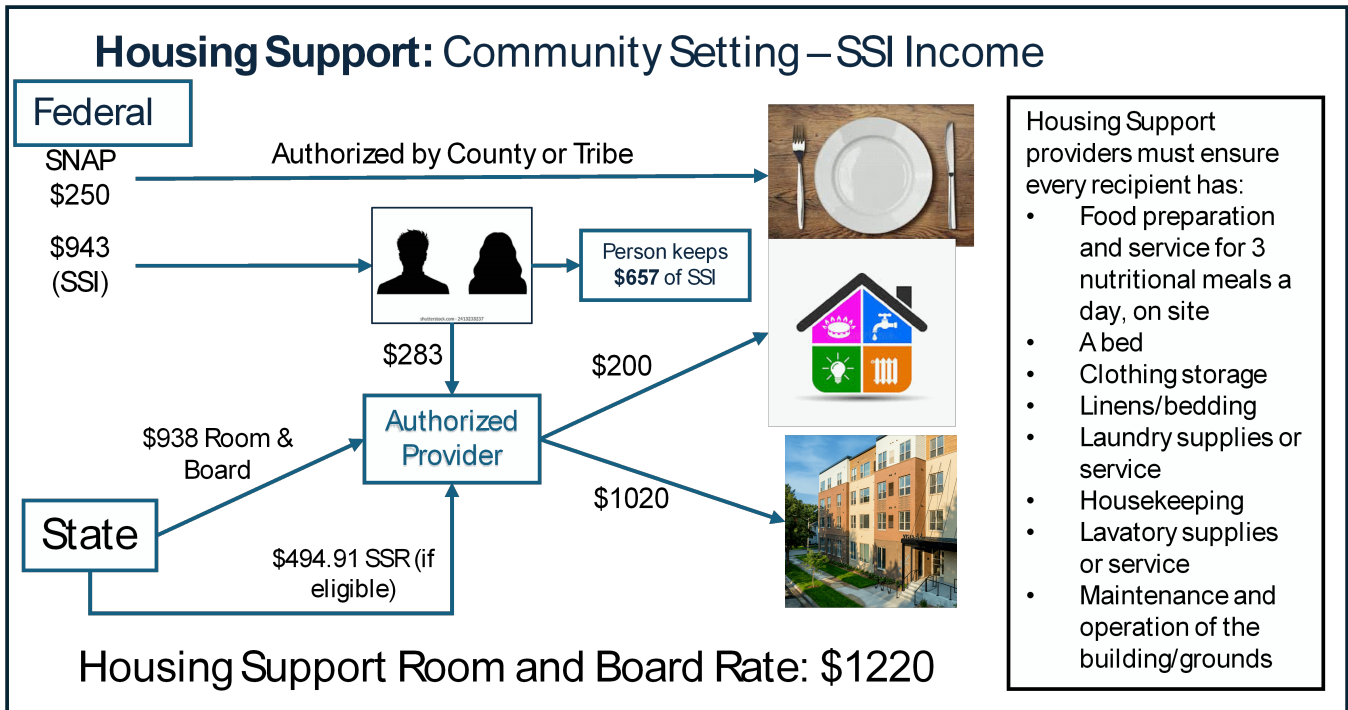 Housing Support: Community Setting – SSI Income
Federal
SNAP
$250
Authorized by County or Tribe
$943
(SSI)
shutterstock.com · 2413233237
Person keeps
$657 of SSI
$283
Authorized
Provider
$200
$1020
$938 Room &
Board
State
$494.91 SSR (if
eligible)
Housing Support Room and Board Rate: $1220
Housing Support
providers must ensure
every recipient has:
• Food preparation
and service for 3
nutritional meals a
day, on site
• A bed
• Clothing storage
• Linens/bedding
• Laundry supplies or
service
• Housekeeping
• Lavatory supplies
or service
• Maintenance and
operation of the
building/grounds